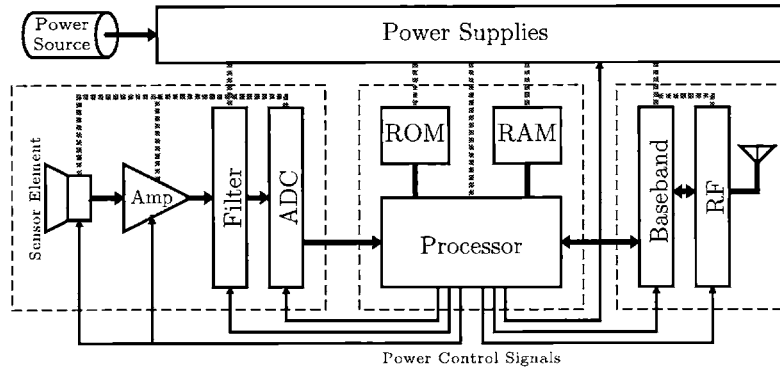 Power
Source
Power Supplies
Sensor Element
Amp
Filter
ADC
ROM
RAM
Processor
Baseband
RF
Power Control Signals